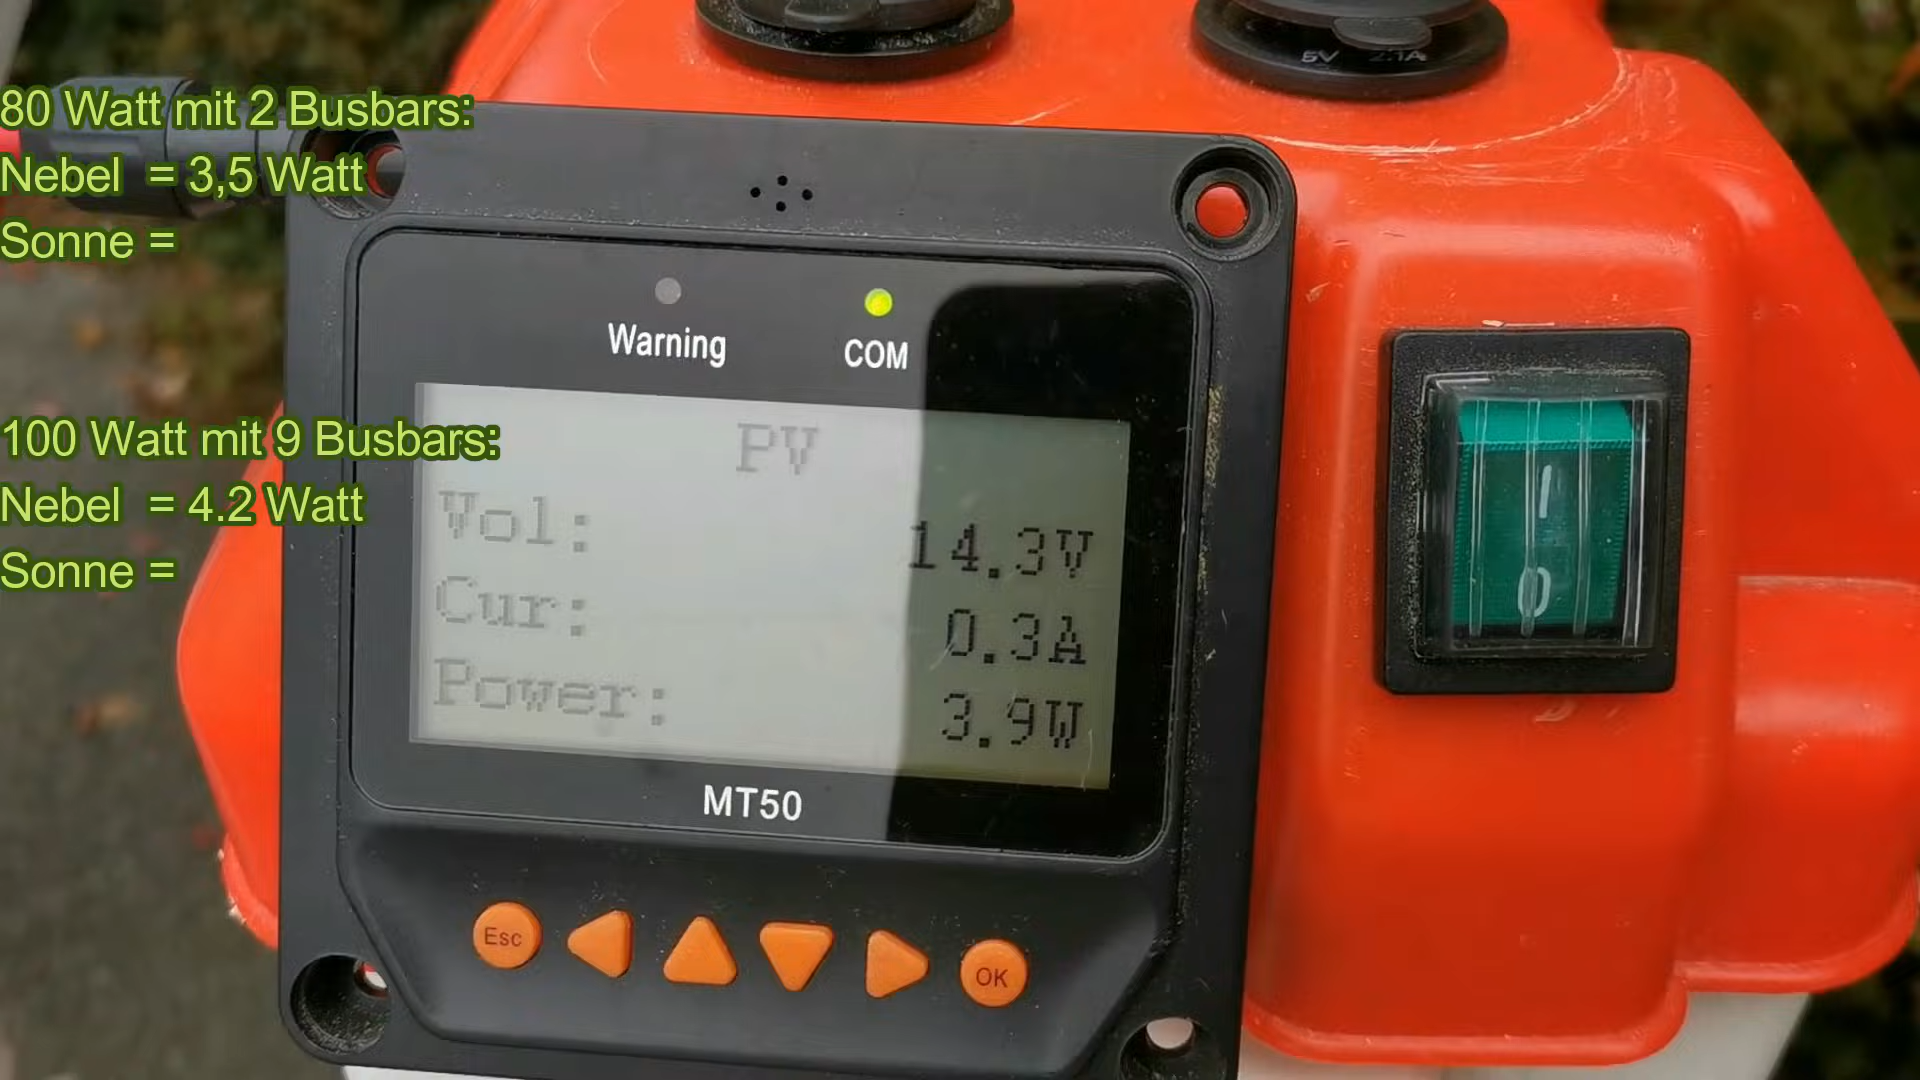 80 Watt mit 2 Busbars:
Nebel = 3,5 Watt
Sonne =
100 Watt mit 9 Busbars:
Nebel = 4.2 Watt
Sonne =
5V 2.1A
Warning
COM
PV
Vol: 14.3V
Cur: 0.3A
Power: 3.9W
MT50
Esc
OK
I
0